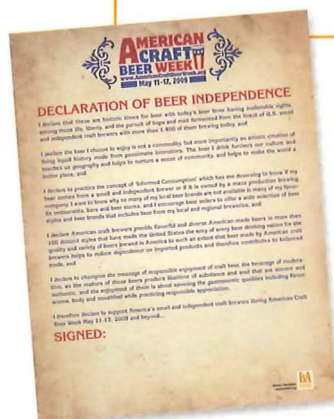 AMERICAN
CRAFT
BEER WEEK
www.AmericanCraftBeerWeek.org
May 11-17, 2009
DECLARATION OF BEER INDEPENDENCE
I declare that these are historic times for beer with today's beer lover having inalienable rights,
among those life, liberty, and the pursuit of hops and malt fermented from the finest of U.S. small
and independent craft brewers with more than 1,400 of them brewing today, and
I declare the beer I choose to enjoy is not a commodity, but more importantly an artistic creation of
living liquid history made from passionate innovators. The beer I drink furthers our culture and
teaches us geography and helps to nurture a sense of community, and helps to make the world a
better place, and
I declare to practice the concept of 'Informed Consumption' which has me deserving to know if my
beer comes from a small and independent brewer or if it is owned by a mass production brewing
company. I want to know why so many of my local beer brands are not available in many of my favor-
ite restaurants, bars and beer stores, and I encourage beer sellers to offer a wide selection of beer
styles and beer brands that includes beer from my local and regional breweries, and
I declare American craft brewers provide flavorful and diverse American-made beers in more than
100 distinct styles that have made the United States the envy of every beer drinking nation for the
quality and variety of beers brewed in America to such an extent that beer made by American craft
brewers helps to reduce dependence on imported products and therefore contributes to balanced
trade, and
I declare to champion the message of responsible enjoyment of craft beer, the beverage of modera-
tion, as the makers of these beers produce libations of substance and soul that are sincere and
authentic, and the enjoyment of them is about savoring the gastronomic qualities including flavor,
aroma, body and mouthfeel while practicing responsible appreciation.
I therefore declare to support America's small and independent craft brewers during American Craft
Beer Week May 11-17, 2009 and beyond...
SIGNED: